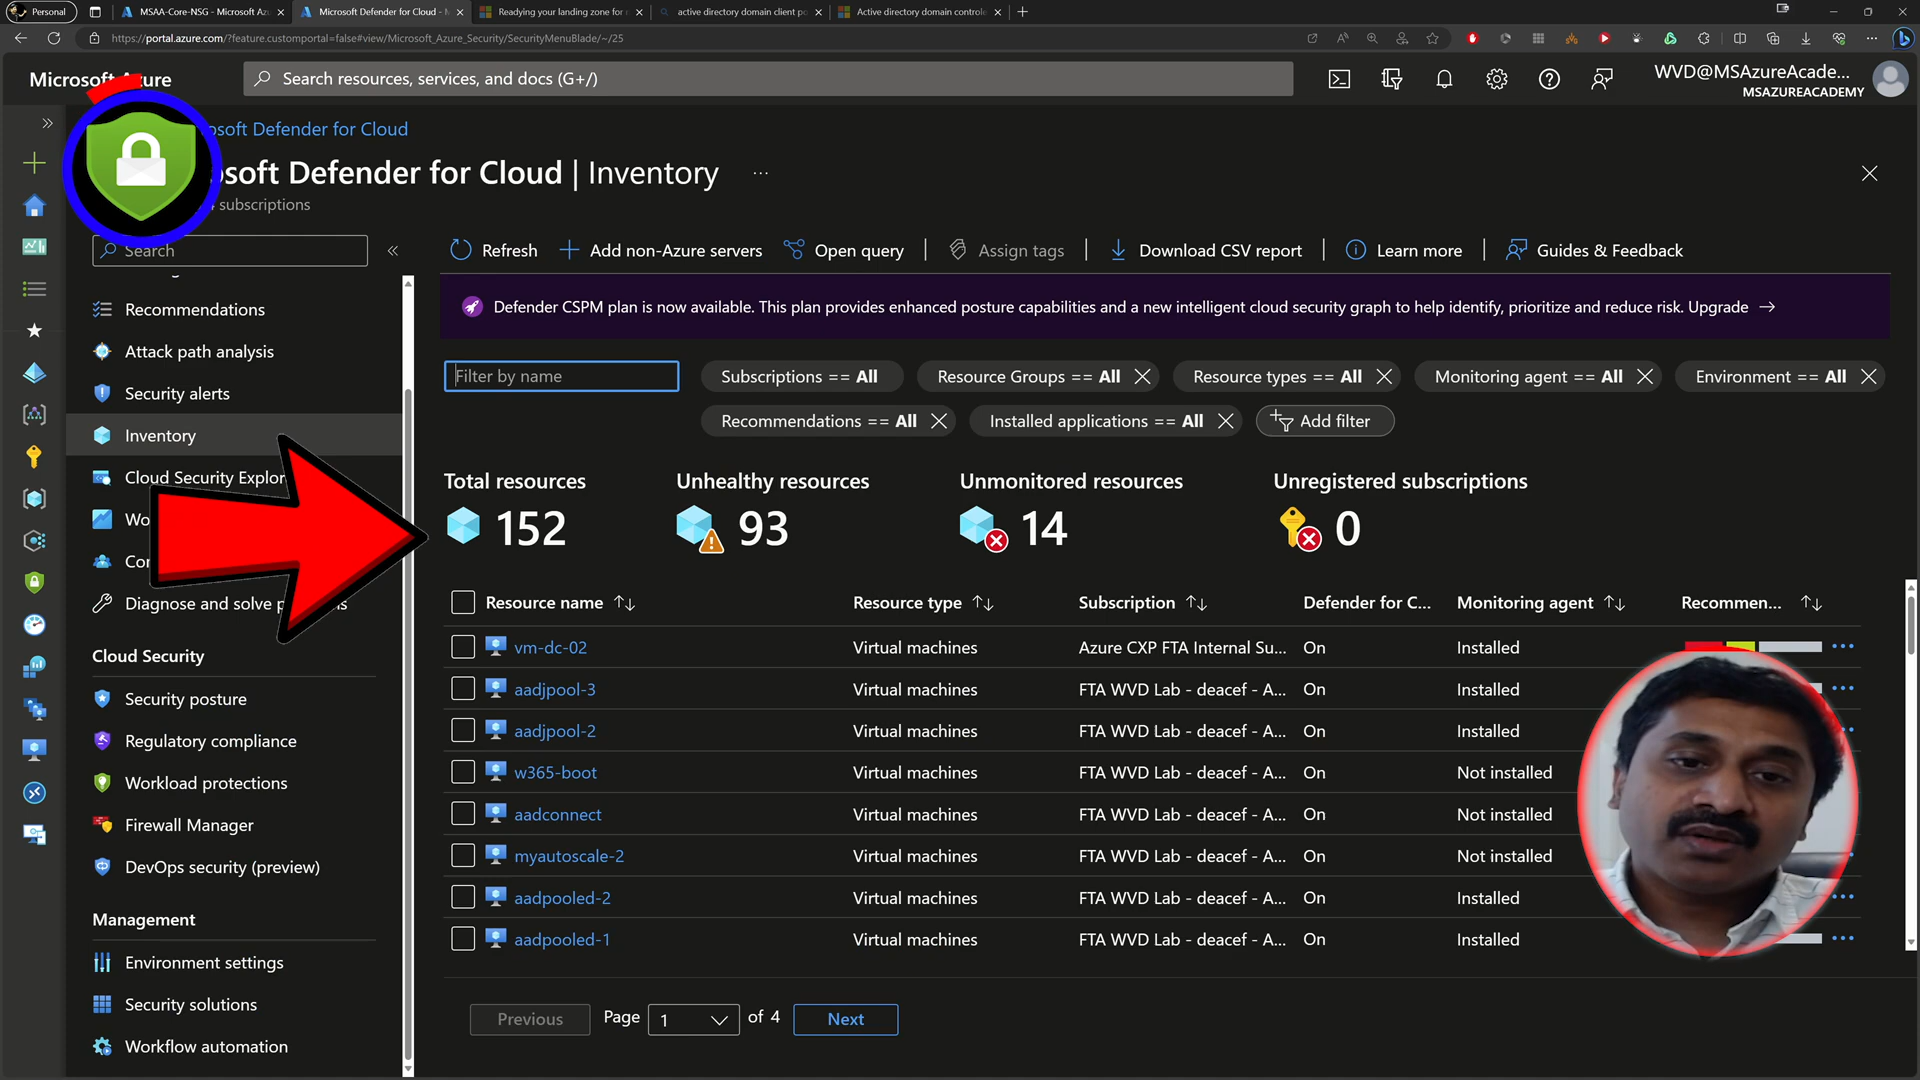 Personal
MSAA-Core-NSG - Microsoft Az
Microsoft Defender for Cloud - M
Readying your landing zone for
active directory domain client po
Active directory domain controle
https://portal.azure.com/?feature.customportal=false#view/Microsoft_Azure_Security/SecurityMenuBlade/~/25
Microsoft Azure
Search resources, services, and docs (G+/)
WVD@MSAzureAcade...
MSAZUREACADEMY
osoft Defender for Cloud
osoft Defender for Cloud | Inventory
subscriptions
Search
Refresh
Add non-Azure servers
Open query
Assign tags
Download CSV report
Learn more
Guides & Feedback
Defender CSPM plan is now available. This plan provides enhanced posture capabilities and a new intelligent cloud security graph to help identify, prioritize and reduce risk. Upgrade
Recommendations
Attack path analysis
Security alerts
Inventory
Cloud Security Explor
Wo
Co
Diagnose and solve p s
Cloud Security
Security posture
Regulatory compliance
Workload protections
Firewall Manager
DevOps security (preview)
Management
Environment settings
Security solutions
Workflow automation
Filter by name
Subscriptions == All
Resource Groups == All
Resource types == All
Monitoring agent == All
Environment == All
Recommendations == All
Installed applications == All
Add filter
Total resources
Unhealthy resources
Unmonitored resources
Unregistered subscriptions
152
93
14
0
Resource name Resource type Subscription Defender for C... Monitoring agent Recommen...
vm-dc-02 Virtual machines Azure CXP FTA Internal Su... On Installed
aadjpool-3 Virtual machines FTA WVD Lab - deacef - A... On Installed
aadjpool-2 Virtual machines FTA WVD Lab - deacef - A... On Installed
w365-boot Virtual machines FTA WVD Lab - deacef - A... On Not installed
aadconnect Virtual machines FTA WVD Lab - deacef - A... On Not installed
myautoscale-2 Virtual machines FTA WVD Lab - deacef - A... On Not installed
aadpooled-2 Virtual machines FTA WVD Lab - deacef - A... On Installed
aadpooled-1 Virtual machines FTA WVD Lab - deacef - A... On Installed
Previous Page 1 of 4 Next